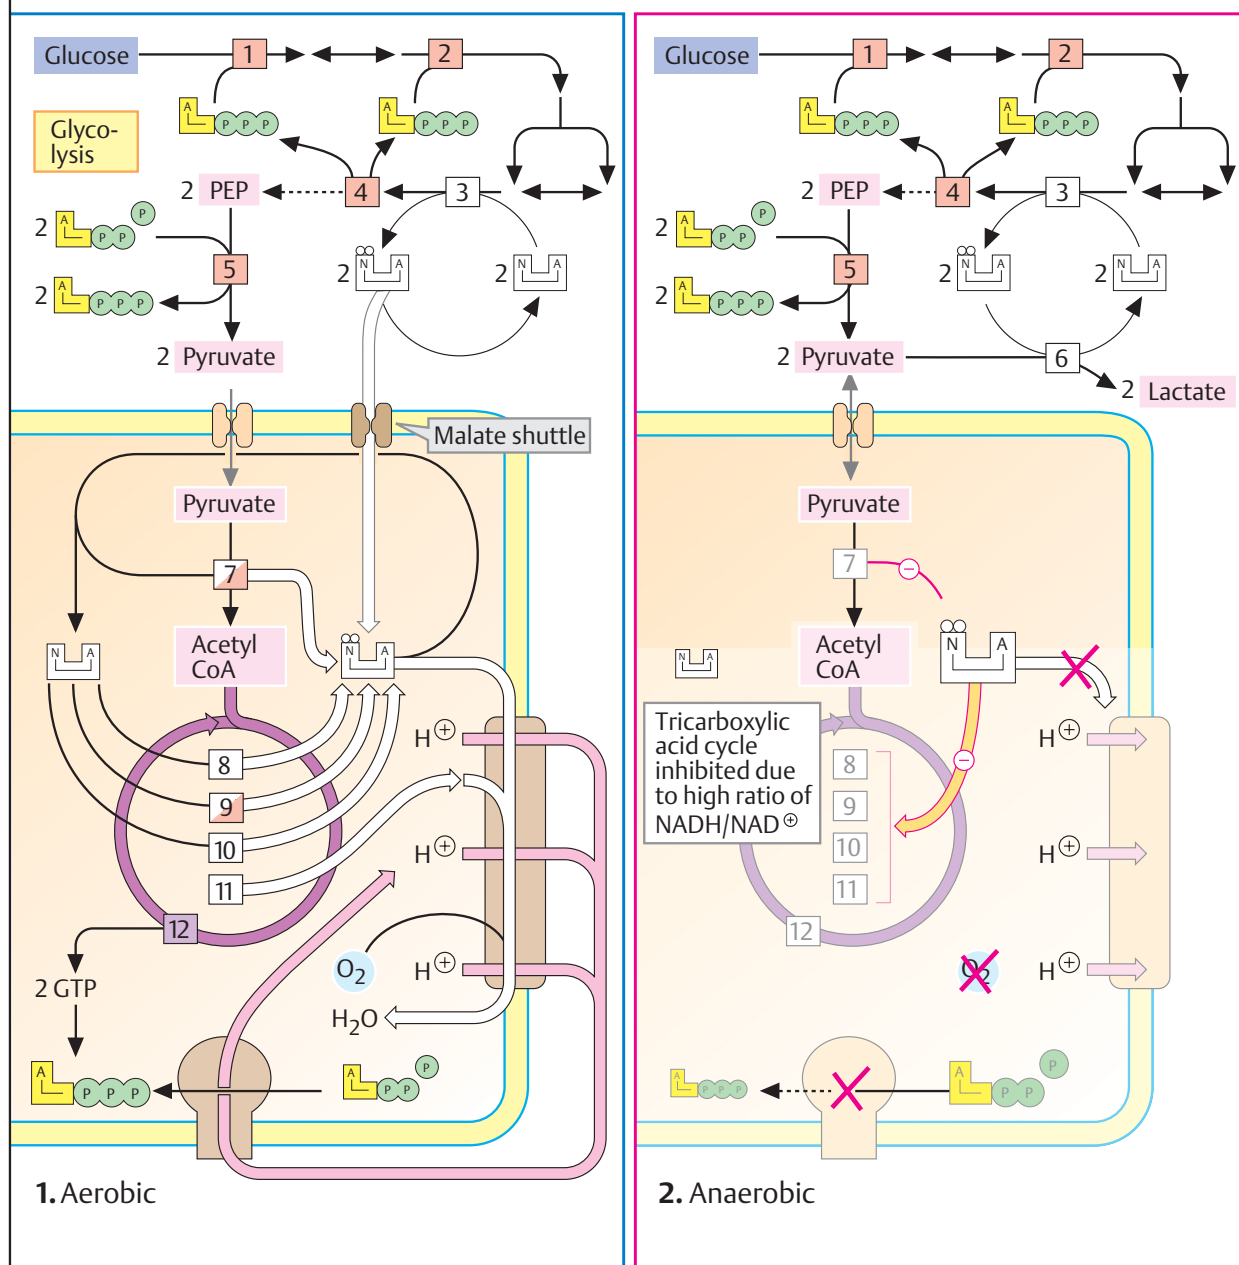 Glucose
1
2
A
P P P
A
P P P
Glyco-
lysis
2 PEP
4
3
2
A
P P
P
5
2
N A
2
N A
2
A
P P P
2 Pyruvate
Malate shuttle
Pyruvate
7
N A
Acetyl
CoA
N A
8
9
10
11
12
H⊕
H⊕
H⊕
O₂
H₂O
2 GTP
A
P P P
A
P P
P
1. Aerobic
Glucose
1
2
A
P P P
A
P P P
2 PEP
4
3
2
A
P P
P
5
2
N A
2
N A
2
A
P P P
2 Pyruvate
6
2 Lactate
Pyruvate
7
−
N A
Acetyl
CoA
N A
Tricarboxylic
acid cycle
inhibited due
to high ratio of
NADH/NAD⊕
−
8
9
10
11
12
H⊕
H⊕
H⊕
O₂
A
P P P
A
P P
P
2. Anaerobic